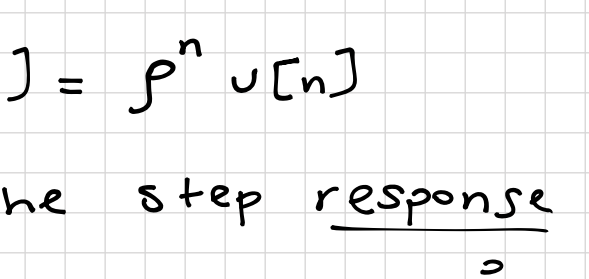 ] = ρⁿ u[n]
he step response